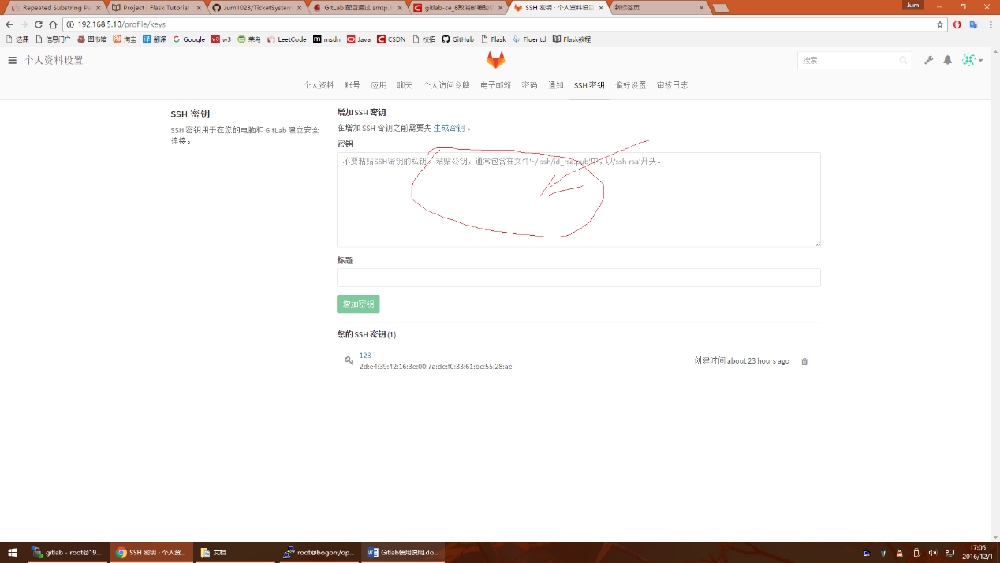 Repeated Substring Pa
Project | Flask Tutorial
Jum1023/TicketSystem
GitLab 配置通过 smtp.1
gitlab-ce_8取消邮箱验证
SSH 密钥 · 个人资料设置
新标签页
Jum
192.168.5.10/profile/keys
选课
信息门户
图书馆
淘宝
翻译
Google
w3
菜鸟
LeetCode
msdn
Java
CSDN
校招
GitHub
Flask
Fluentd
Flask教程
个人资料设置
搜索
个人资料
账号
应用
聊天
个人访问令牌
电子邮箱
密码
通知
SSH 密钥
偏好设置
审核日志
SSH 密钥
SSH 密钥用于在您的电脑和 GitLab 建立安全
连接。
增加 SSH 密钥
在增加 SSH 密钥之前需要先 生成密钥 。
密钥
不要粘贴SSH密钥的私钥，粘贴公钥，通常包含在文件'~/.ssh/id_rsa.pub'中，以'ssh-rsa'开头。
标题
增加密钥
您的 SSH 密钥 (1)
123
2d:e4:39:42:16:3e:00:7a:de:f0:33:61:bc:55:28:ae
创建时间 about 23 hours ago
gitlab - root@19...
SSH 密钥 · 个人资...
文档
root@bogon:/op...
Gitlab使用说明.do...
17:05
2016/12/1